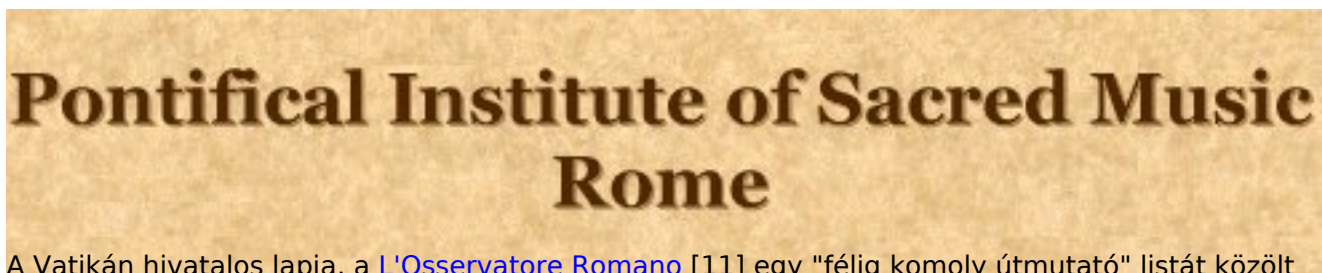 Pontifical Institute of Sacred Music
Rome
A Vatikán hivatalos lapja, a L'Osservatore Romano [11] egy "félig komoly útmutató" listát közölt